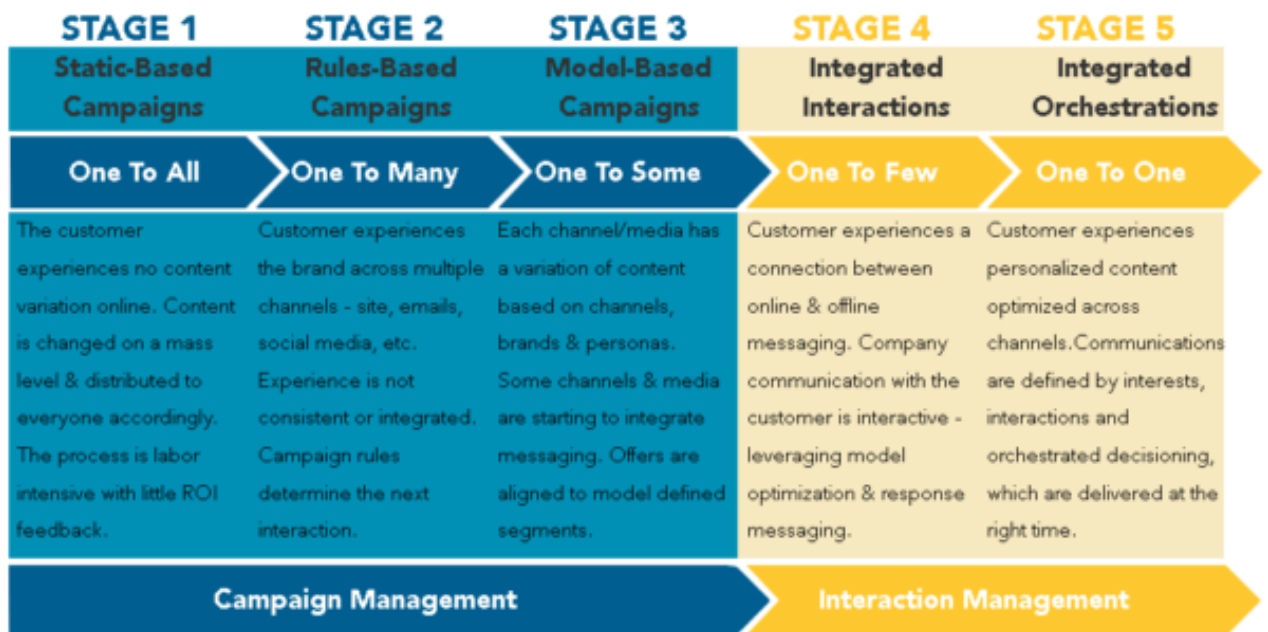 STAGE 1
Static-Based
Campaigns
One To All
The customer
experiences no content
variation online. Content
is changed on a mass
level & distributed to
everyone accordingly.
The process is labor
intensive with little ROI
feedback.
STAGE 2
Rules-Based
Campaigns
One To Many
Customer experiences
the brand across multiple
channels - site, emails,
social media, etc.
Experience is not
consistent or integrated.
Campaign rules
determine the next
interaction.
STAGE 3
Model-Based
Campaigns
One To Some
Each channel/media has
a variation of content
based on channels,
brands & personas.
Some channels & media
are starting to integrate
messaging. Offers are
aligned to model defined
segments.
STAGE 4
Integrated
Interactions
One To Few
Customer experiences a
connection between
online & offline
messaging. Company
communication with the
customer is interactive -
leveraging model
optimization & response
messaging.
STAGE 5
Integrated
Orchestrations
One To One
Customer experiences
personalized content
optimized across
channels.Communications
are defined by interests,
interactions and
orchestrated decisioning,
which are delivered at the
right time.
Campaign Management
Interaction Management